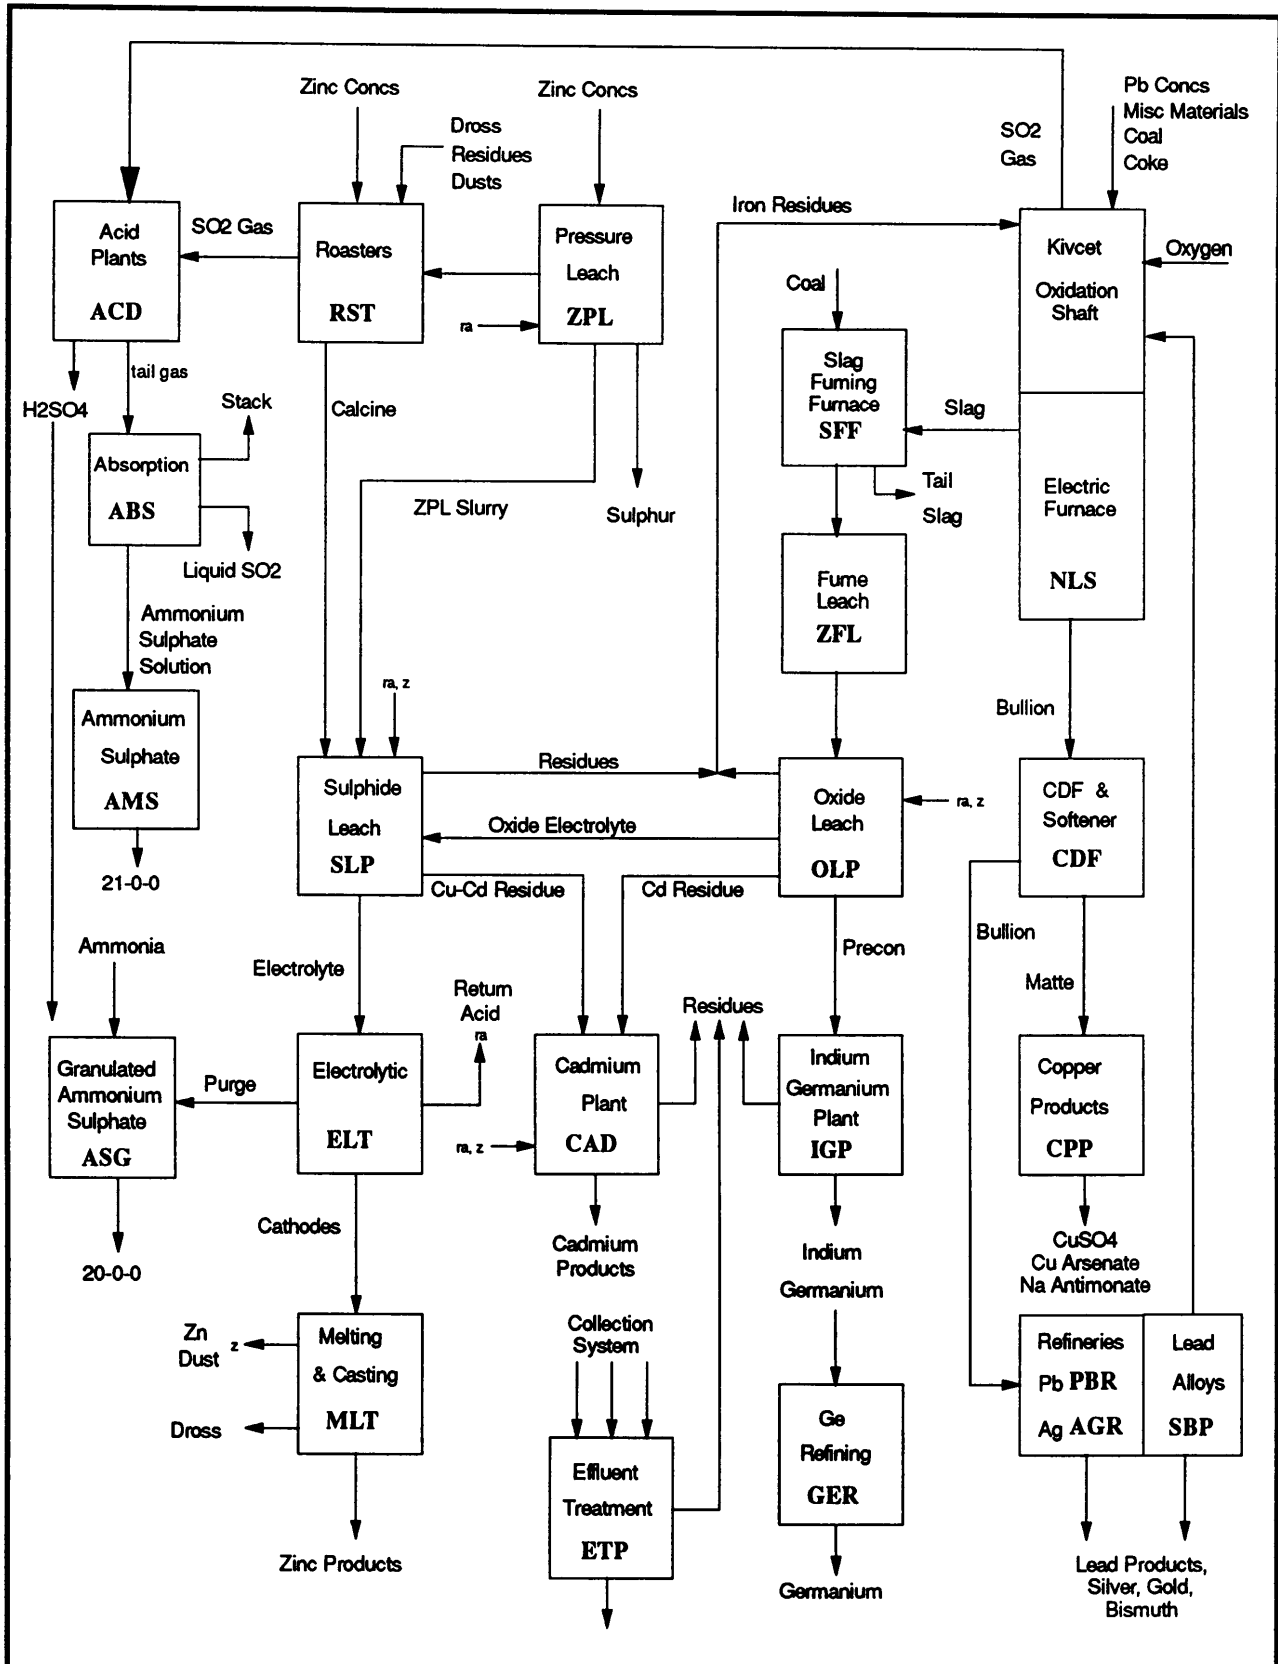 Zinc Concs
Zinc Concs
Pb Concs
Misc Materials
Coal
Coke
Dross
Residues
Dusts
SO2
Gas
Iron Residues
Acid
Plants
ACD
SO2 Gas
Roasters
RST
Pressure
Leach
ZPL
ra
Kivcet
Oxidation
Shaft
Oxygen
Coal
Slag
Fuming
Furnace
SFF
Slag
Tail
Slag
Electric
Furnace
NLS
tail gas
H2SO4
Stack
Calcine
Absorption
ABS
ZPL Slurry
Sulphur
Liquid SO2
Fume
Leach
ZFL
Ammonium
Sulphate
Solution
ra, z
Bullion
Ammonium
Sulphate
AMS
21-0-0
Sulphide
Leach
SLP
Residues
Oxide Electrolyte
Cu-Cd Residue
Cd Residue
Oxide
Leach
OLP
ra, z
CDF &
Softener
CDF
Ammonia
Electrolyte
Return
Acid
ra
Residues
Precon
Bullion
Matte
Granulated
Ammonium
Sulphate
ASG
Purge
Electrolytic
ELT
ra, z
Cadmium
Plant
CAD
Indium
Germanium
Plant
IGP
Copper
Products
CPP
20-0-0
Cathodes
Cadmium
Products
Indium
Germanium
CuSO4
Cu Arsenate
Na Antimonate
Zn
Dust
z
Dross
Melting
& Casting
MLT
Collection
System
Refineries
Pb PBR
Ag AGR
Lead
Alloys
SBP
Effluent
Treatment
ETP
Ge
Refining
GER
Zinc Products
Germanium
Lead Products,
Silver, Gold,
Bismuth